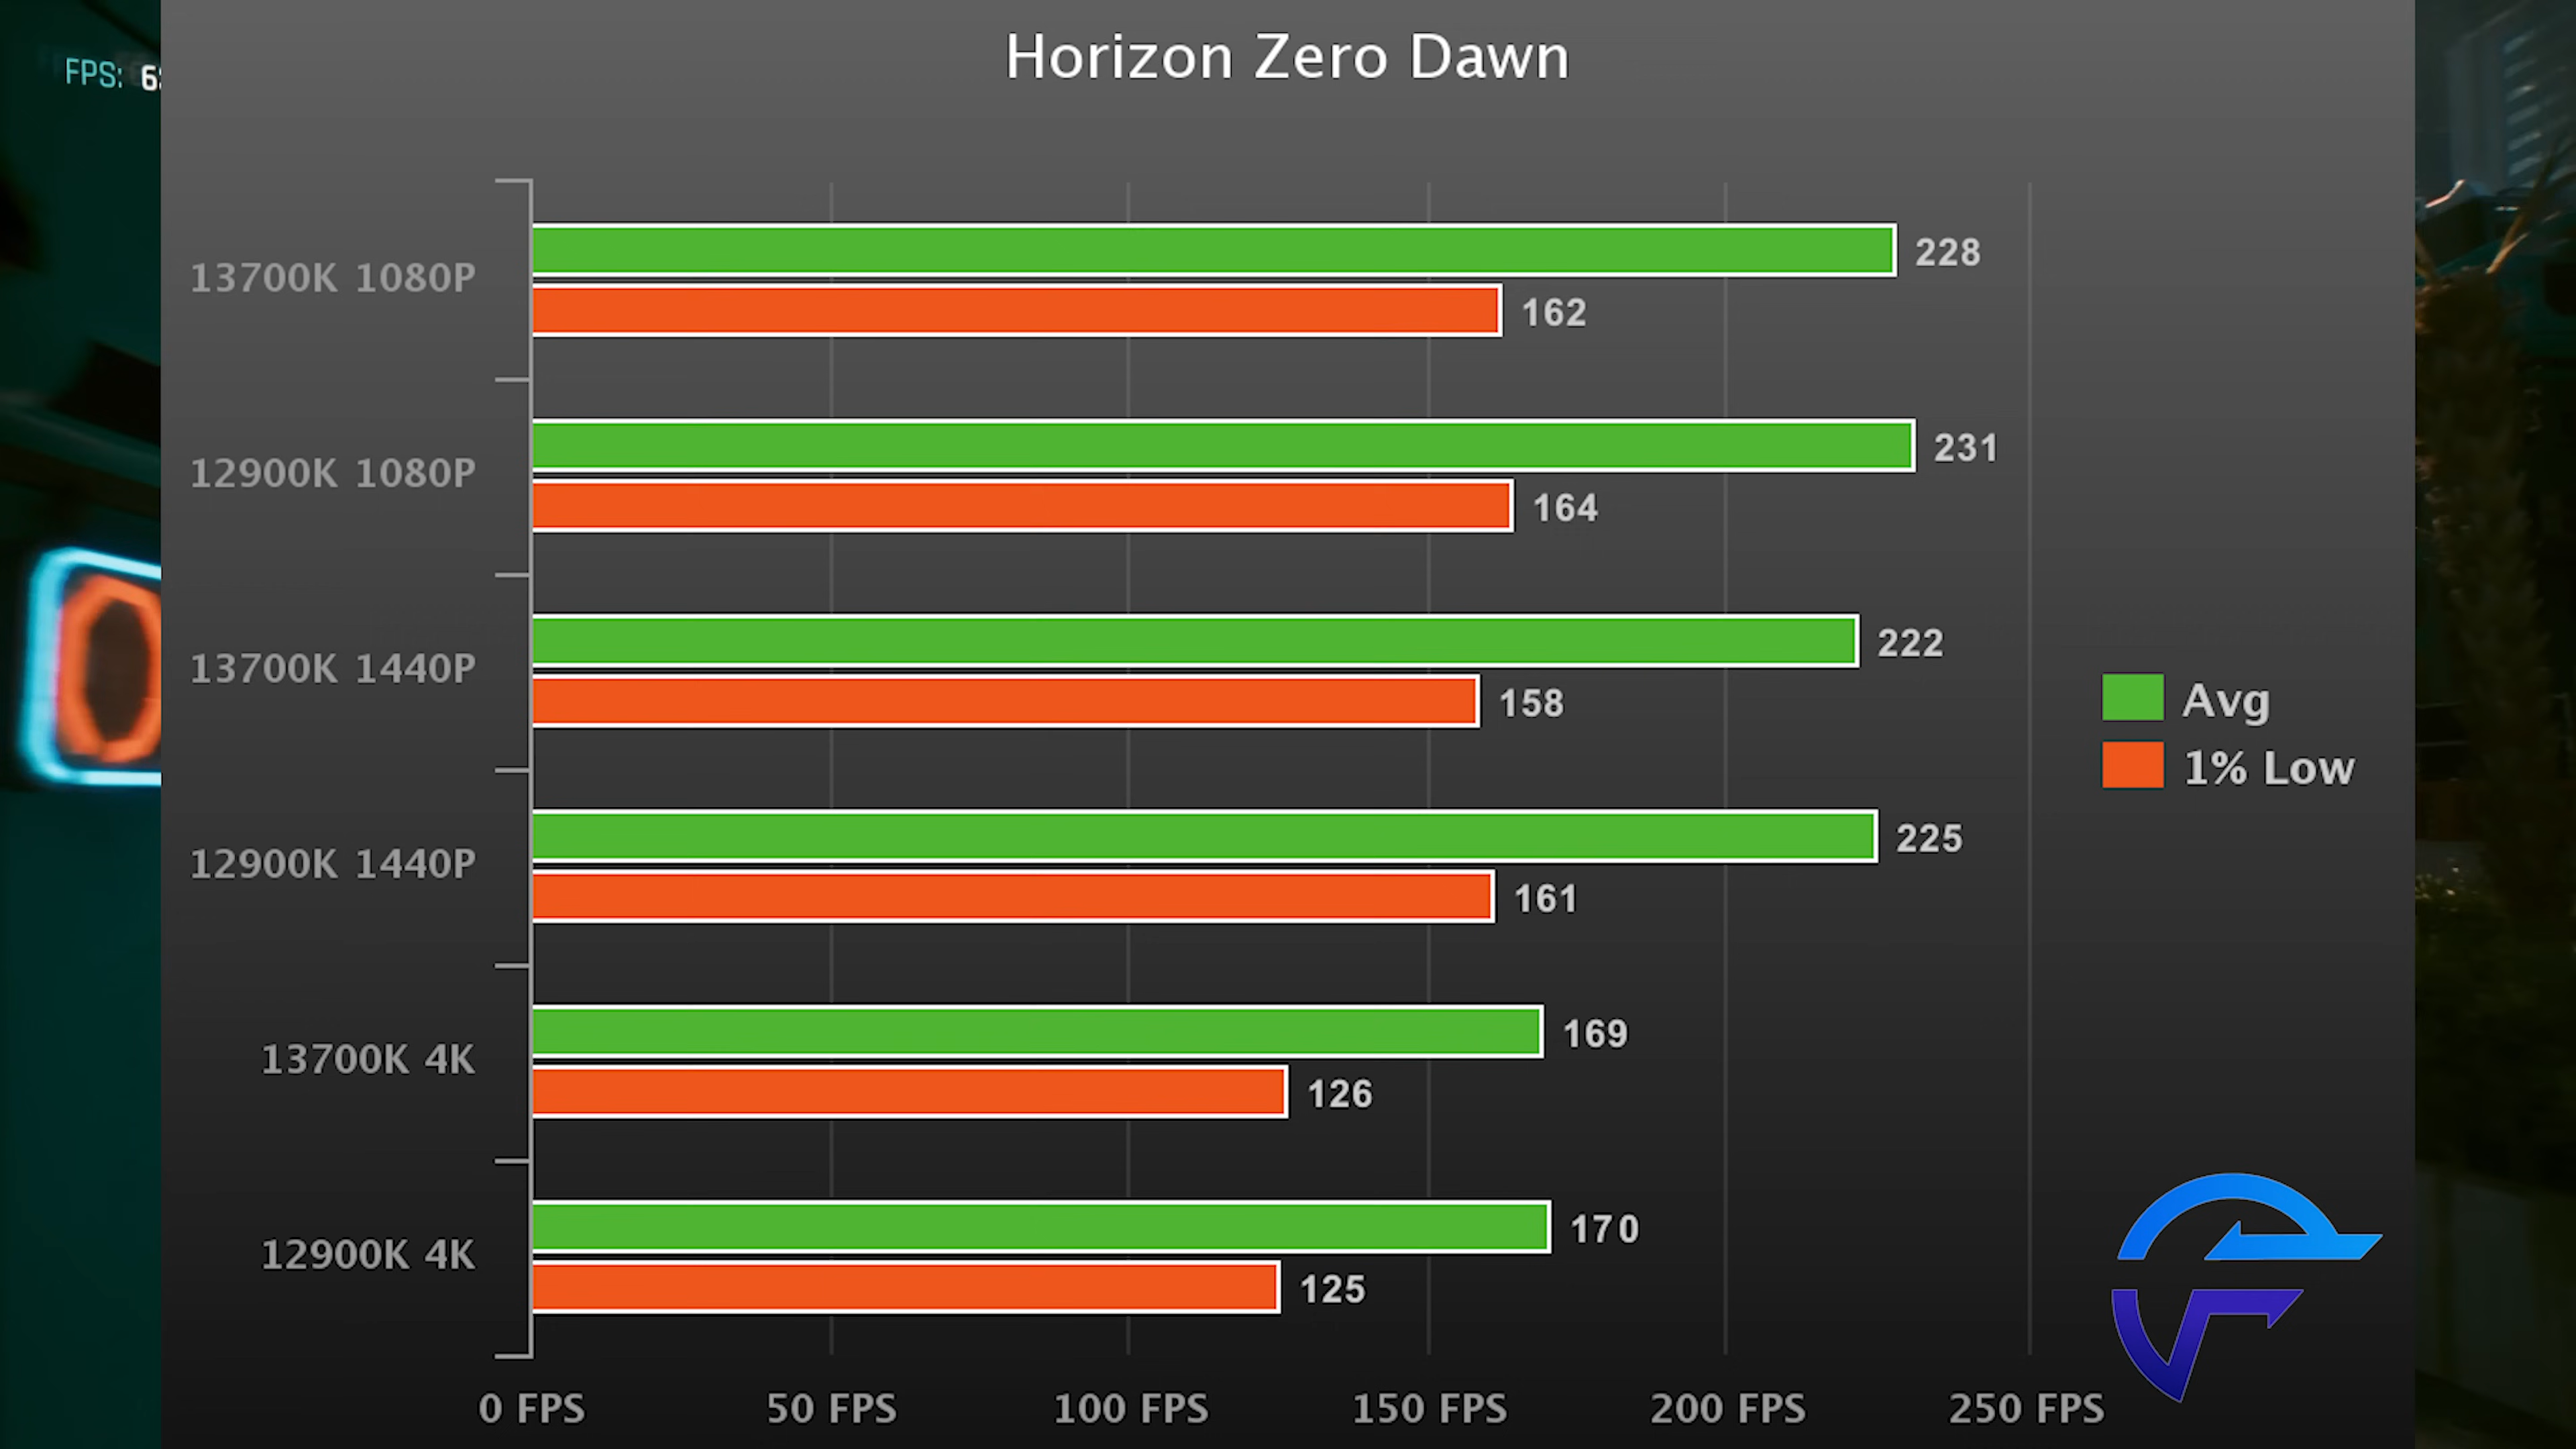 Horizon Zero Dawn
FPS:
13700K 1080P
228
162
12900K 1080P
231
164
13700K 1440P
222
158
12900K 1440P
225
161
13700K 4K
169
126
12900K 4K
170
125
Avg
1% Low
0 FPS 50 FPS 100 FPS 150 FPS 200 FPS 250 FPS